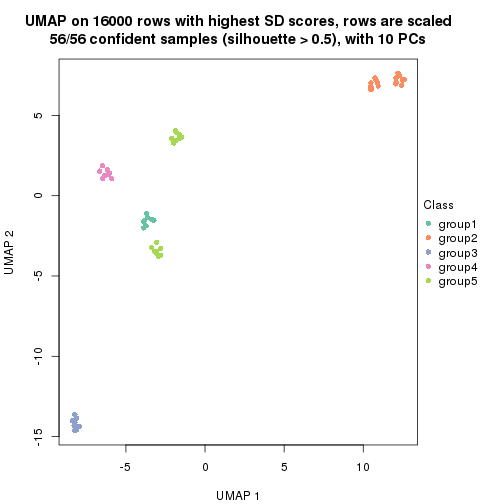 UMAP on 16000 rows with highest SD scores, rows are scaled
56/56 confident samples (silhouette > 0.5), with 10 PCs
5
0
-5
-10
-15
UMAP 2
-5
0
5
10
UMAP 1
Class
group1
group2
group3
group4
group5